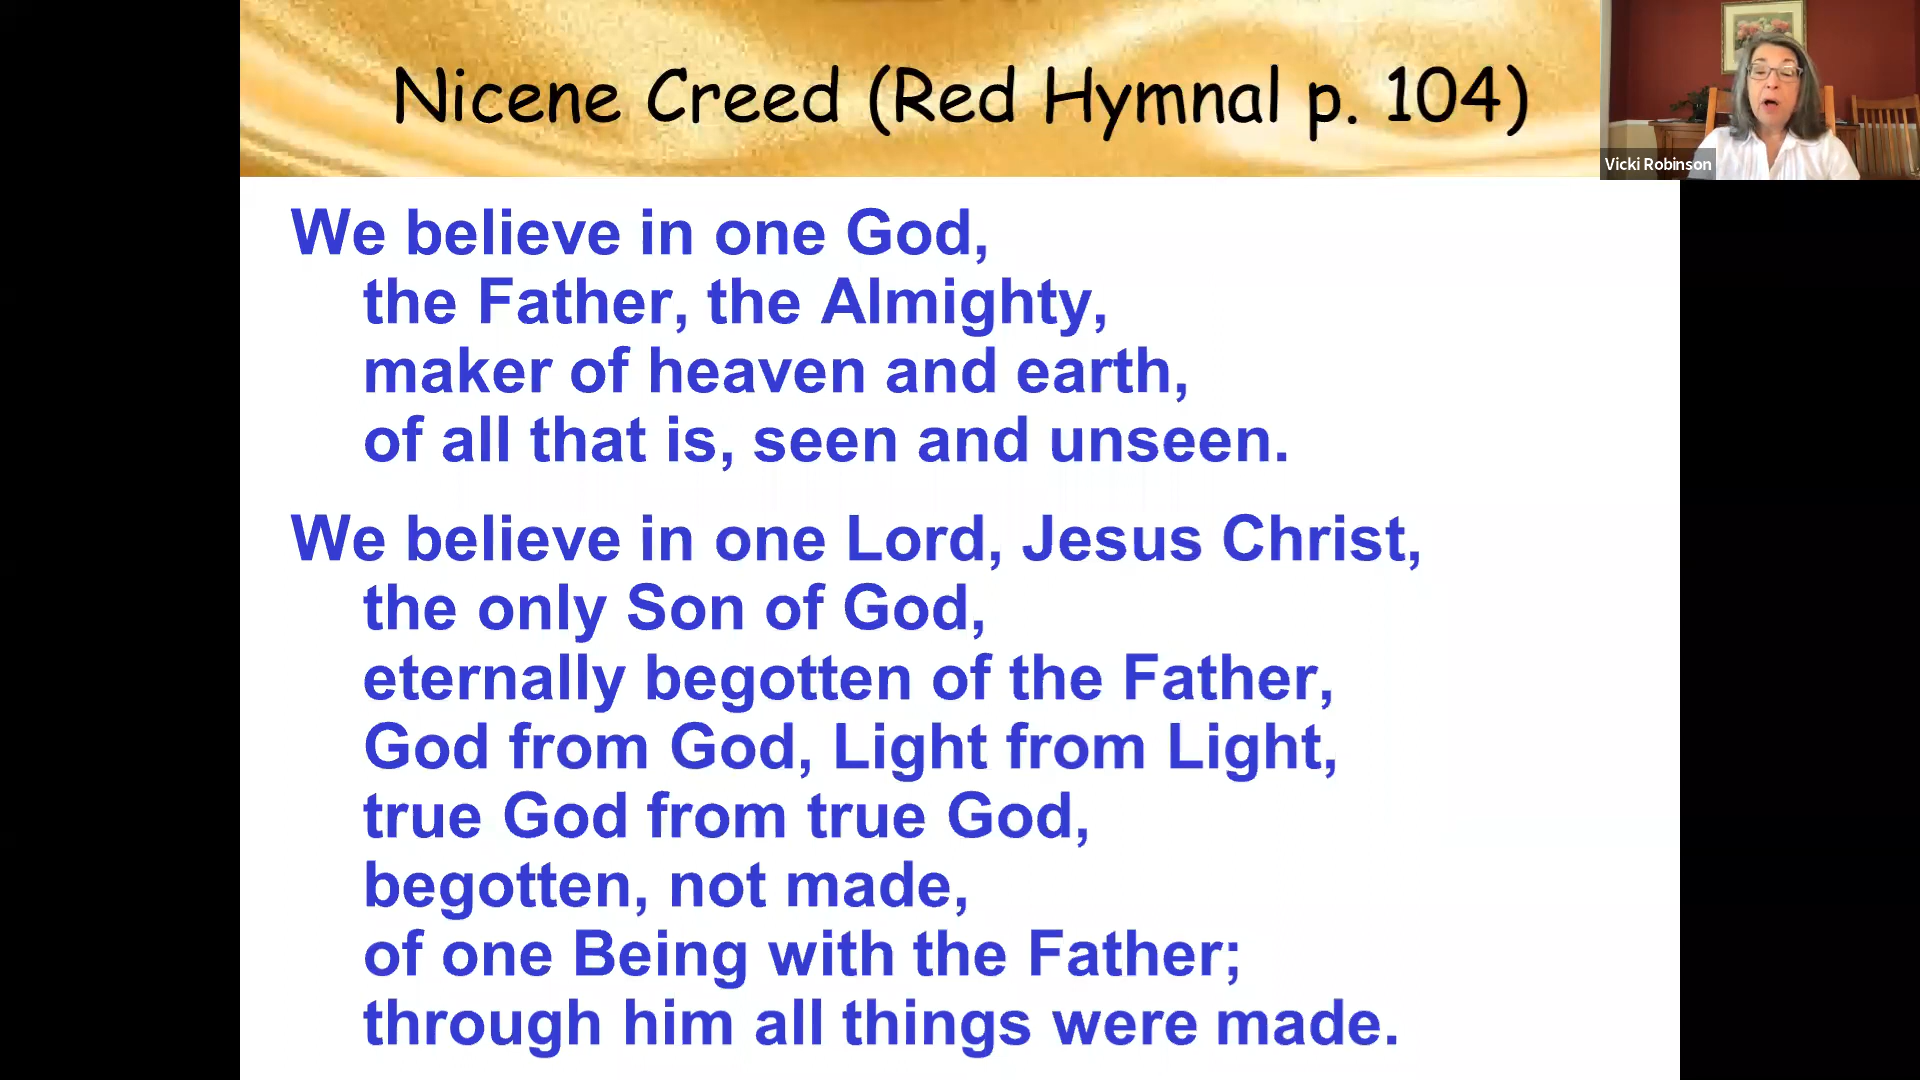 Nicene Creed (Red Hymnal p. 104)
Vicki Robinson
We believe in one God,
the Father, the Almighty,
maker of heaven and earth,
of all that is, seen and unseen.
We believe in one Lord, Jesus Christ,
the only Son of God,
eternally begotten of the Father,
God from God, Light from Light,
true God from true God,
begotten, not made,
of one Being with the Father;
through him all things were made.